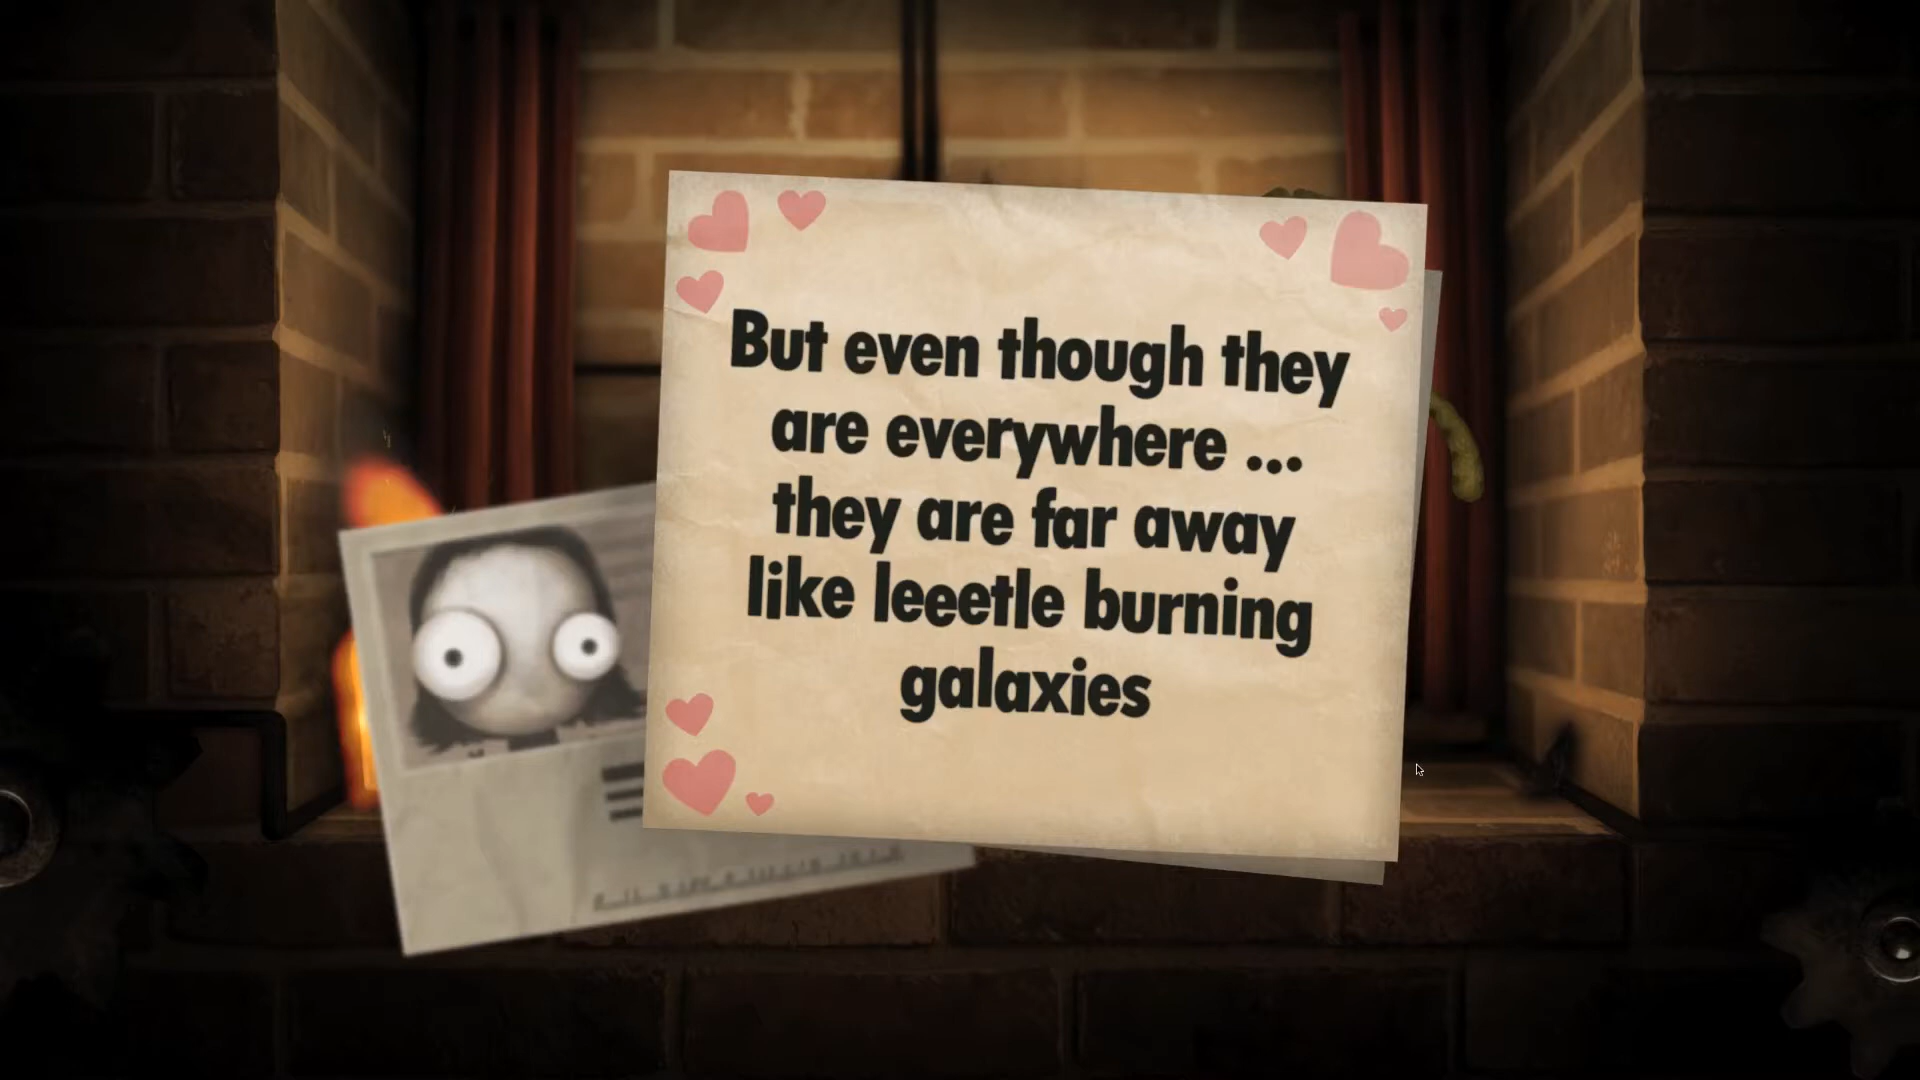 But even though they
are everywhere ...
they are far away
like leeetle burning
galaxies